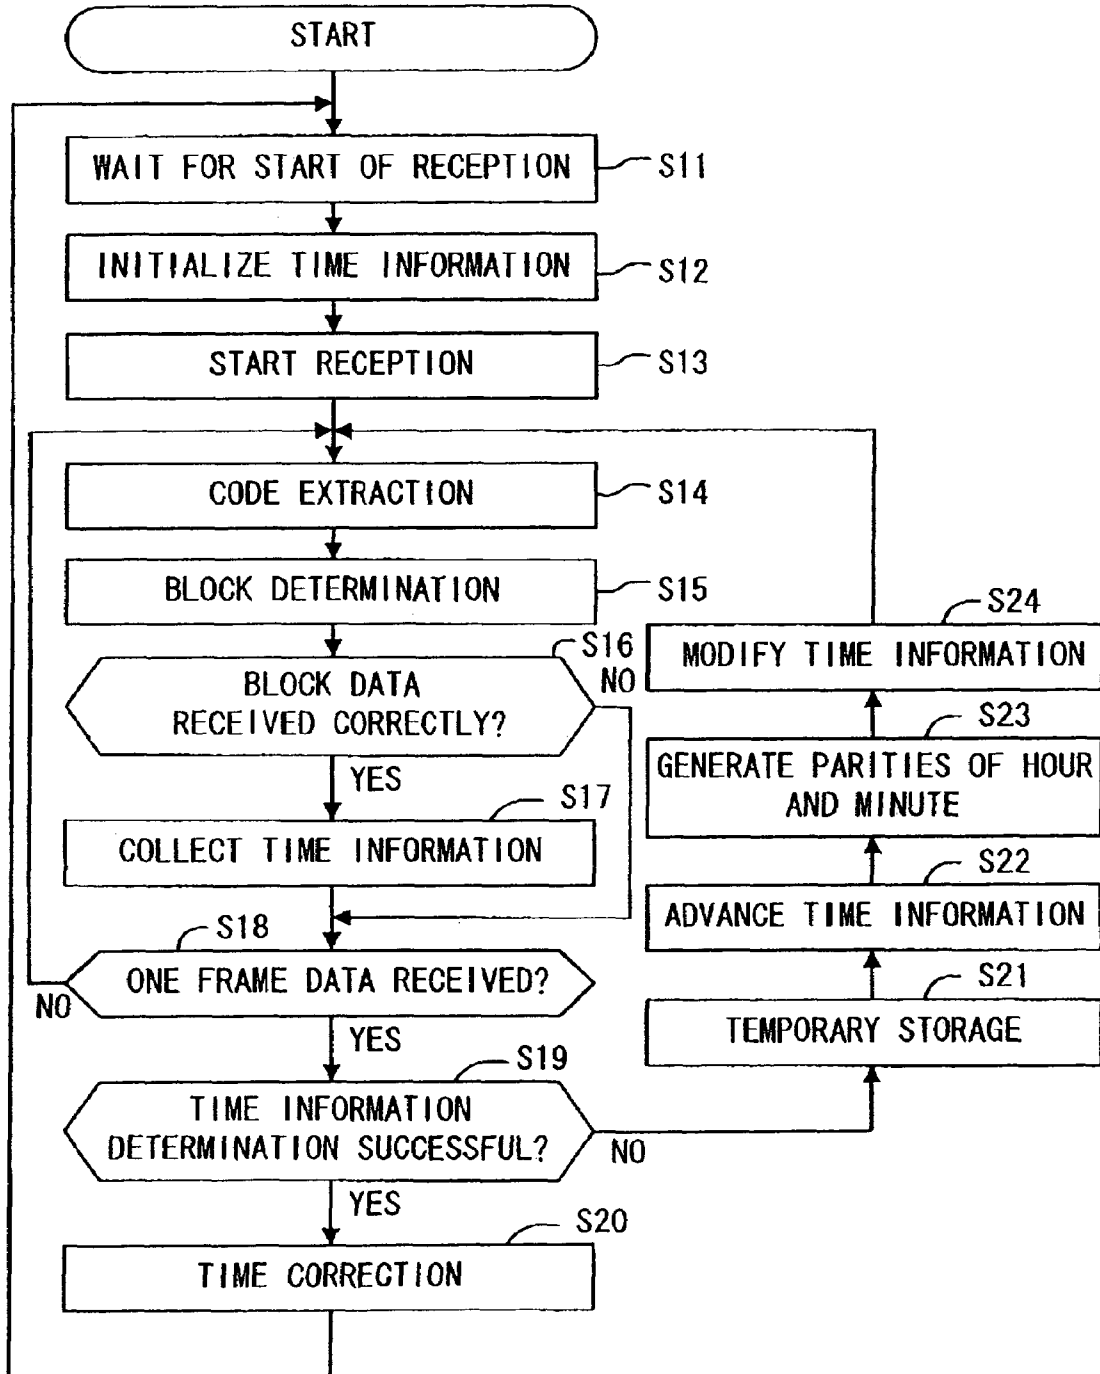 START
WAIT FOR START OF RECEPTION
S11
INITIALIZE TIME INFORMATION
S12
START RECEPTION
S13
CODE EXTRACTION
S14
BLOCK DETERMINATION
S15
S16
BLOCK DATA
RECEIVED CORRECTLY?
NO
YES
S17
COLLECT TIME INFORMATION
S18
ONE FRAME DATA RECEIVED?
NO
YES
S19
TIME INFORMATION
DETERMINATION SUCCESSFUL?
NO
YES
S20
TIME CORRECTION
S24
MODIFY TIME INFORMATION
S23
GENERATE PARITIES OF HOUR
AND MINUTE
S22
ADVANCE TIME INFORMATION
S21
TEMPORARY STORAGE